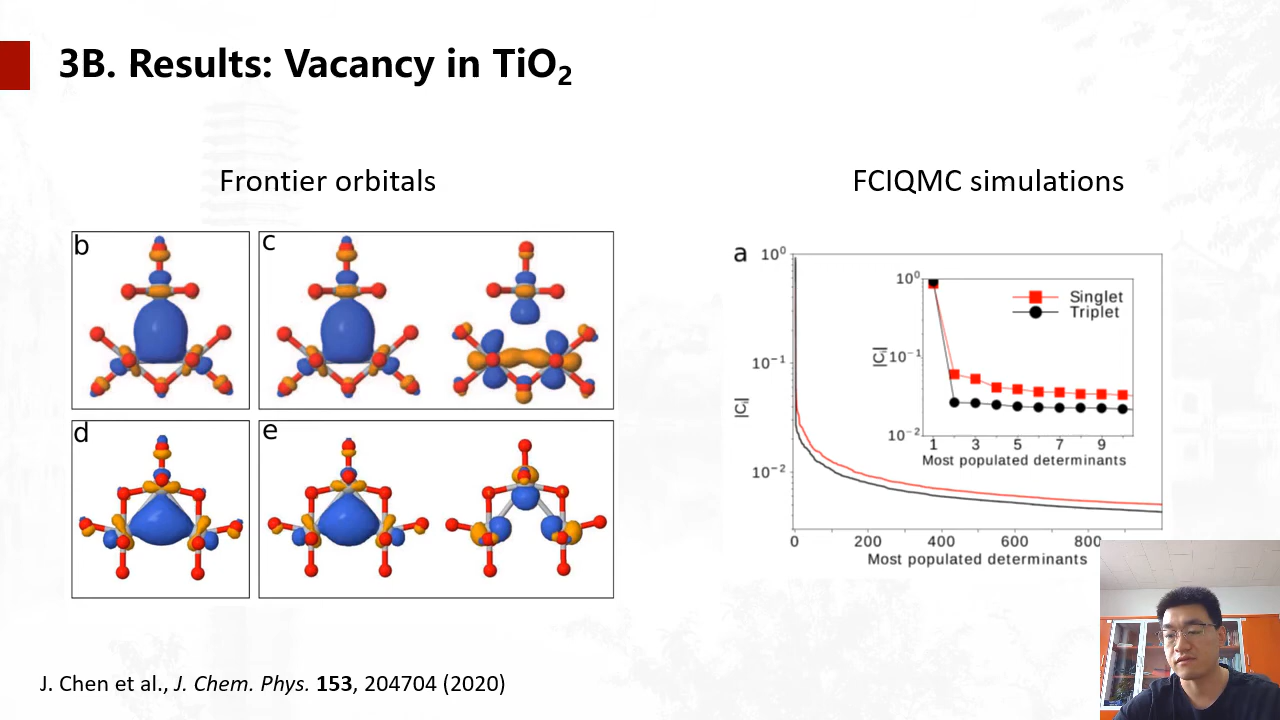 3B. Results: Vacancy in TiO₂
Frontier orbitals
FCIQMC simulations
b
c
d
e
a
10⁰
10⁻¹
10⁻²
|Cᵢ|
0
200
400
600
800
Most populated determinants
10⁰
10⁻¹
10⁻²
|Cᵢ|
Singlet
Triplet
1
3
5
7
9
Most populated determinants
J. Chen et al., J. Chem. Phys. 153, 204704 (2020)